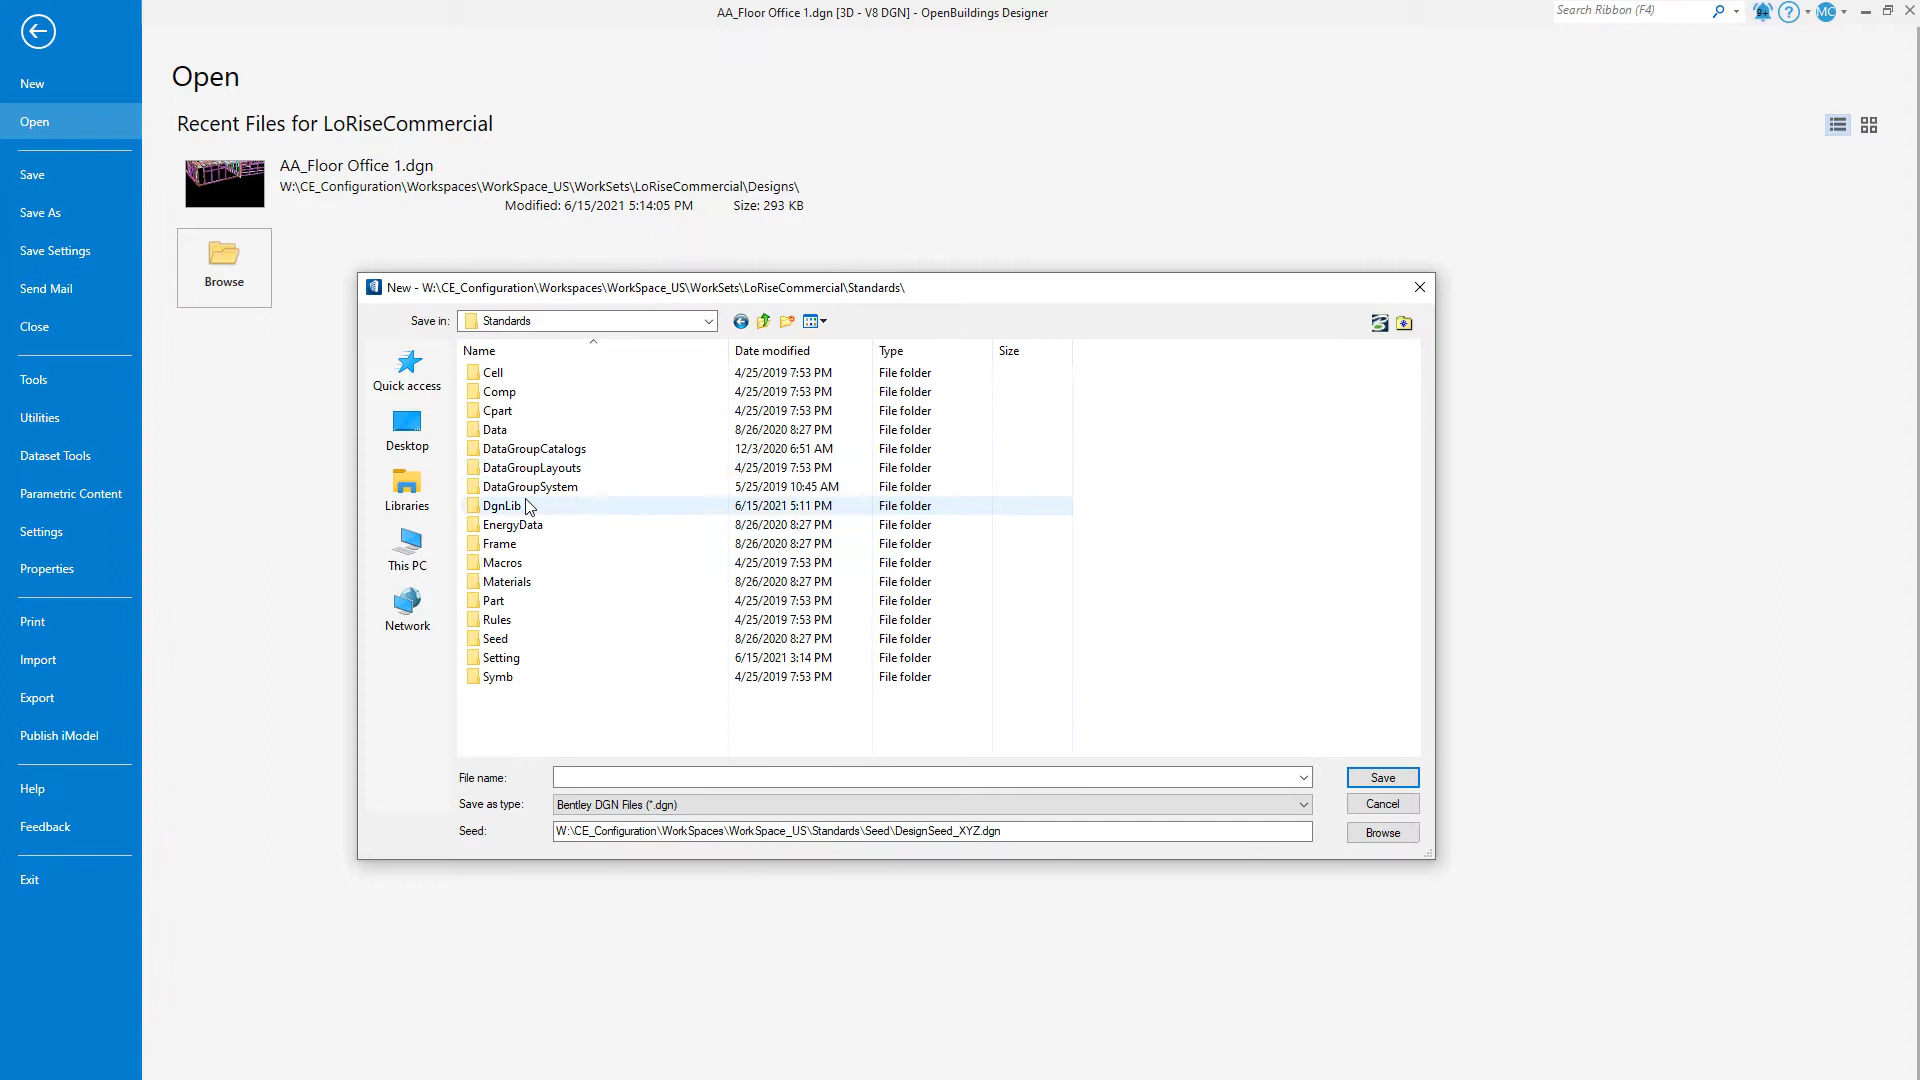 AA_Floor Office 1.dgn [3D - V8 DGN] - OpenBuildings Designer
Search Ribbon (F4)
9+
?
MC
New
Open
Save
Save As
Save Settings
Send Mail
Close
Tools
Utilities
Dataset Tools
Parametric Content
Settings
Properties
Print
Import
Export
Publish iModel
Help
Feedback
Exit
Open
Recent Files for LoRiseCommercial
AA_Floor Office 1.dgn
W:\CE_Configuration\Workspaces\WorkSpace_US\WorkSets\LoRiseCommercial\Designs\
Modified: 6/15/2021 5:14:05 PM Size: 293 KB
Browse
New - W:\CE_Configuration\Workspaces\WorkSpace_US\WorkSets\LoRiseCommercial\Standards\
Save in: Standards
Quick access
Desktop
Libraries
This PC
Network
Name Date modified Type Size
Cell 4/25/2019 7:53 PM File folder
Comp 4/25/2019 7:53 PM File folder
Cpart 4/25/2019 7:53 PM File folder
Data 8/26/2020 8:27 PM File folder
DataGroupCatalogs 12/3/2020 6:51 AM File folder
DataGroupLayouts 4/25/2019 7:53 PM File folder
DataGroupSystem 5/25/2019 10:45 AM File folder
DgnLib 6/15/2021 5:11 PM File folder
EnergyData 8/26/2020 8:27 PM File folder
Frame 8/26/2020 8:27 PM File folder
Macros 4/25/2019 7:53 PM File folder
Materials 8/26/2020 8:27 PM File folder
Part 4/25/2019 7:53 PM File folder
Rules 4/25/2019 7:53 PM File folder
Seed 8/26/2020 8:27 PM File folder
Setting 6/15/2021 3:14 PM File folder
Symb 4/25/2019 7:53 PM File folder
File name: Save
Save as type: Bentley DGN Files (*.dgn) Cancel
Seed: W:\CE_Configuration\WorkSpaces\WorkSpace_US\Standards\Seed\DesignSeed_XYZ.dgn Browse